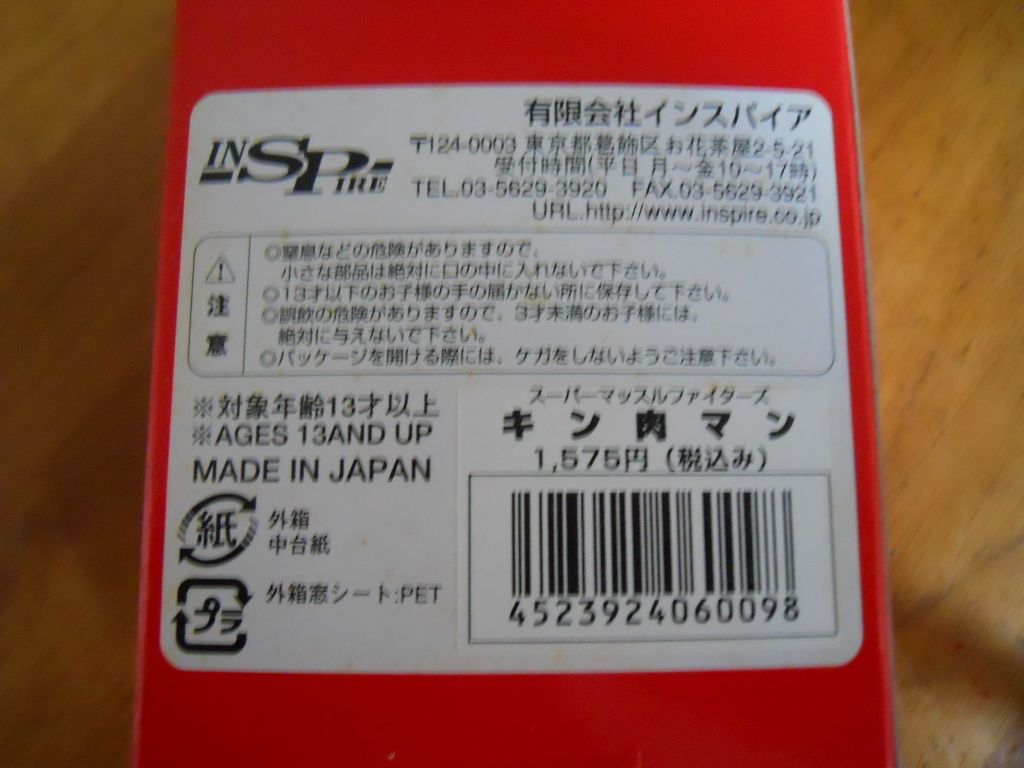 INSPIRE
有限会社インスパイア
〒124-0003 東京都葛飾区お花茶屋2-5-21
受付時間(平日 月〜金10〜17時)
TEL.03-5629-3920 FAX.03-5629-3921
URL.http://www.inspire.co.jp
注意
◎窒息などの危険がありますので、
小さな部品は絶対に口の中に入れないで下さい。
◎13才以下のお子様の手の届かない所に保存して下さい。
◎誤飲の危険がありますので、3才未満のお子様には、
絶対に与えないで下さい。
◎パッケージを開ける際には、ケガをしないようご注意下さい。
※対象年齢13才以上
※AGES 13AND UP
MADE IN JAPAN
紙
外箱
中台紙
プラ
外箱窓シート:PET
スーパーマッスルファイターズ
キン肉マン
1,575円 (税込み)
4523924060098